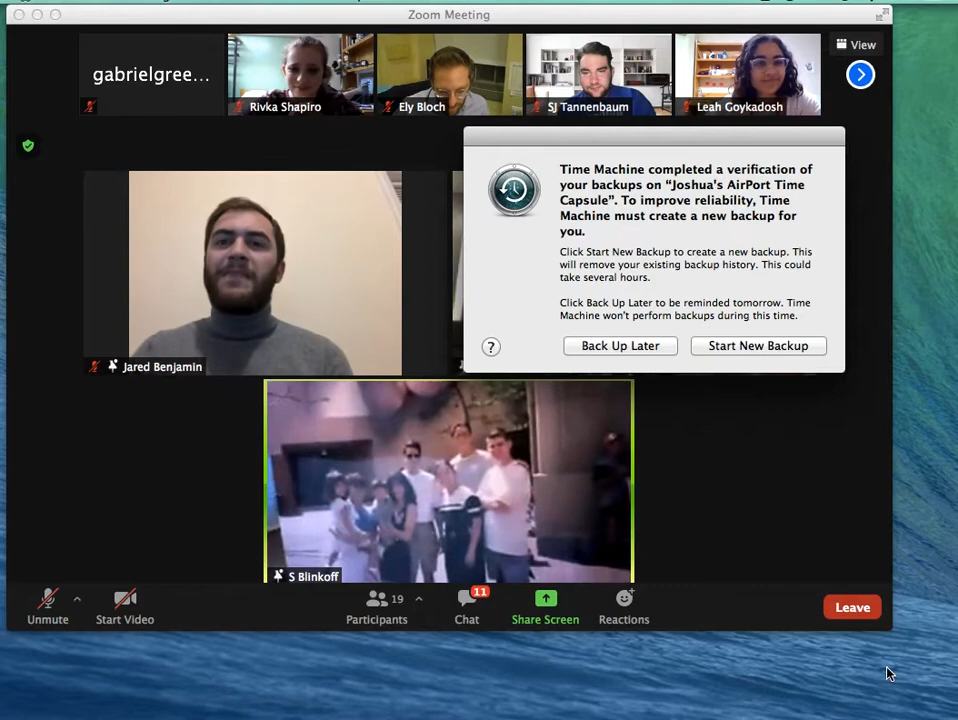 Zoom Meeting
gabrielgree...
Rivka Shapiro
Ely Bloch
SJ Tannenbaum
Leah Goykadosh
View
Time Machine completed a verification of
your backups on “Joshua's AirPort Time
Capsule”. To improve reliability, Time
Machine must create a new backup for
you.
Click Start New Backup to create a new backup. This
will remove your existing backup history. This could
take several hours.
Click Back Up Later to be reminded tomorrow. Time
Machine won't perform backups during this time.
?
Back Up Later
Start New Backup
Jared Benjamin
S Blinkoff
Unmute
Start Video
19
Participants
11
Chat
Share Screen
Reactions
Leave